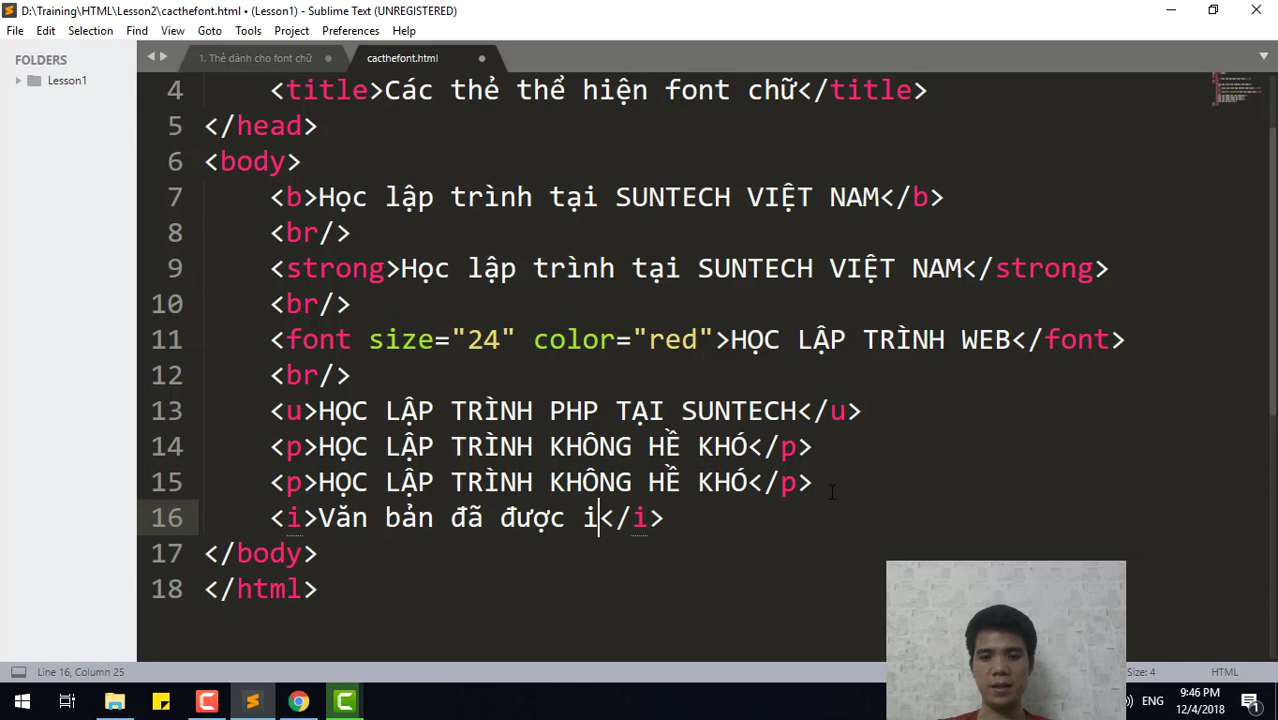 D:\Training\HTML\Lesson2\cacthefont.html • (Lesson1) - Sublime Text (UNREGISTERED)
File Edit Selection Find View Goto Tools Project Preferences Help
FOLDERS
Lesson1
1. Thẻ dành cho font chữ
cacthefont.html
4 <title>Các thẻ thể hiện font chữ</title>
5 </head>
6 <body>
7 <b>Học lập trình tại SUNTECH VIỆT NAM</b>
8 <br/>
9 <strong>Học lập trình tại SUNTECH VIỆT NAM</strong>
10 <br/>
11 <font size="24" color="red">HỌC LẬP TRÌNH WEB</font>
12 <br/>
13 <u>HỌC LẬP TRÌNH PHP TẠI SUNTECH</u>
14 <p>HỌC LẬP TRÌNH KHÔNG HỀ KHÓ</p>
15 <p>HỌC LẬP TRÌNH KHÔNG HỀ KHÓ</p>
16 <i>Văn bản đã được i</i>
17 </body>
18 </html>
Line 16, Column 25
Size: 4
HTML
ENG
9:46 PM
12/4/2018
1